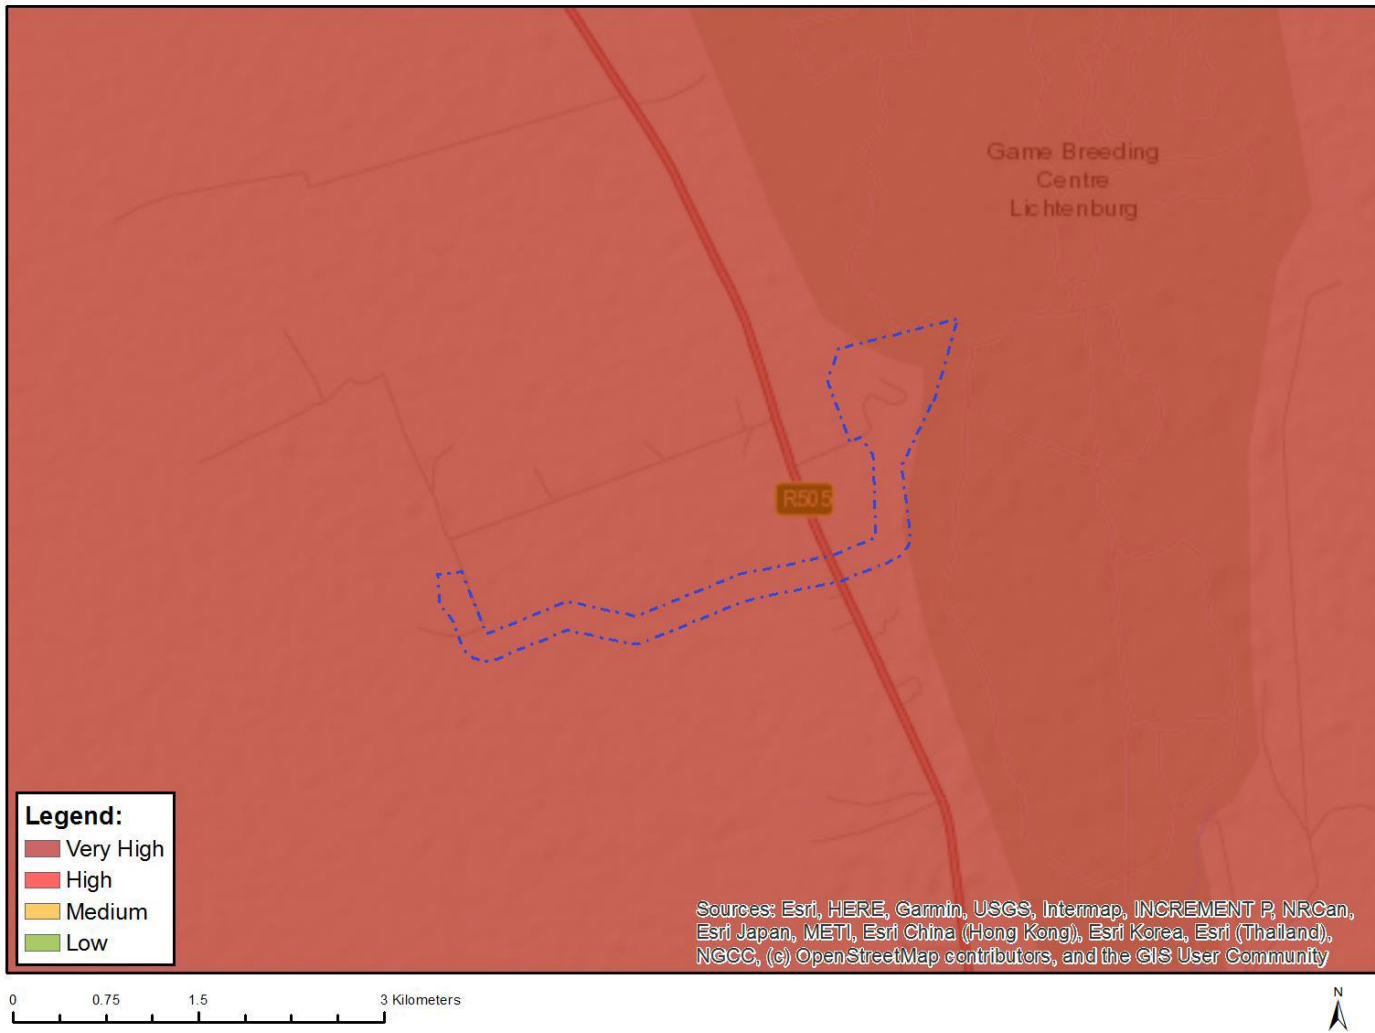 Game Breeding
Centre
Lichtenburg
R505
Legend:
Very High
High
Medium
Low
Sources: Esri, HERE, Garmin, USGS, Intermap, INCREMENT P, NRCan,
Esri Japan, METI, Esri China (Hong Kong), Esri Korea, Esri (Thailand),
NGCC, (c) OpenStreetMap contributors, and the GIS User Community
0 0.75 1.5 3 Kilometers
N